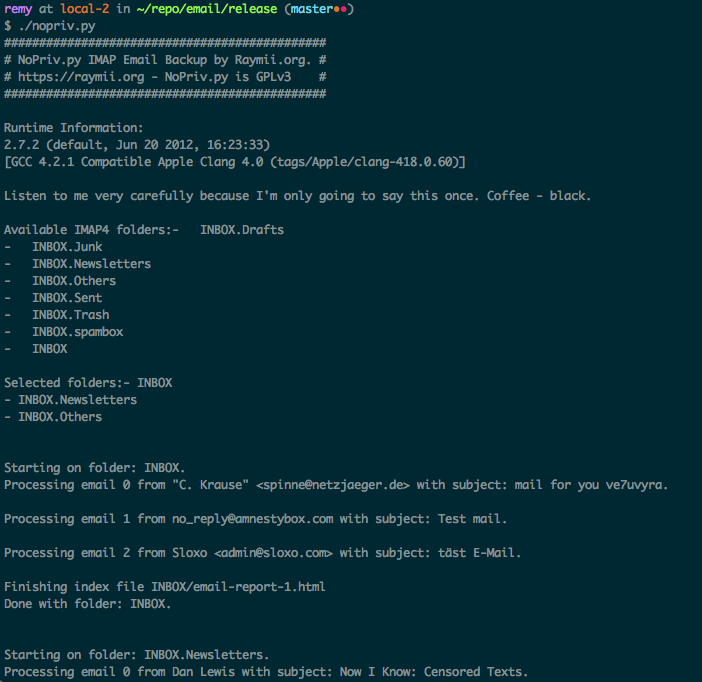 remy at local-2 in ~/repo/email/release (master●●)
$ ./nopriv.py
##############################################
# NoPriv.py IMAP Email Backup by Raymii.org. #
# https://raymii.org - NoPriv.py is GPLv3    #
##############################################
Runtime Information:
2.7.2 (default, Jun 20 2012, 16:23:33)
[GCC 4.2.1 Compatible Apple Clang 4.0 (tags/Apple/clang-418.0.60)]
Listen to me very carefully because I'm only going to say this once. Coffee - black.
Available IMAP4 folders:-   INBOX.Drafts
-   INBOX.Junk
-   INBOX.Newsletters
-   INBOX.Others
-   INBOX.Sent
-   INBOX.Trash
-   INBOX.spambox
-   INBOX
Selected folders:- INBOX
- INBOX.Newsletters
- INBOX.Others
Starting on folder: INBOX.
Processing email 0 from "C. Krause" <spinne@netzjaeger.de> with subject: mail for you ve7uvyra.
Processing email 1 from no_reply@amnestybox.com with subject: Test mail.
Processing email 2 from Sloxo <admin@sloxo.com> with subject: täst E-Mail.
Finishing index file INBOX/email-report-1.html
Done with folder: INBOX.
Starting on folder: INBOX.Newsletters.
Processing email 0 from Dan Lewis with subject: Now I Know: Censored Texts.